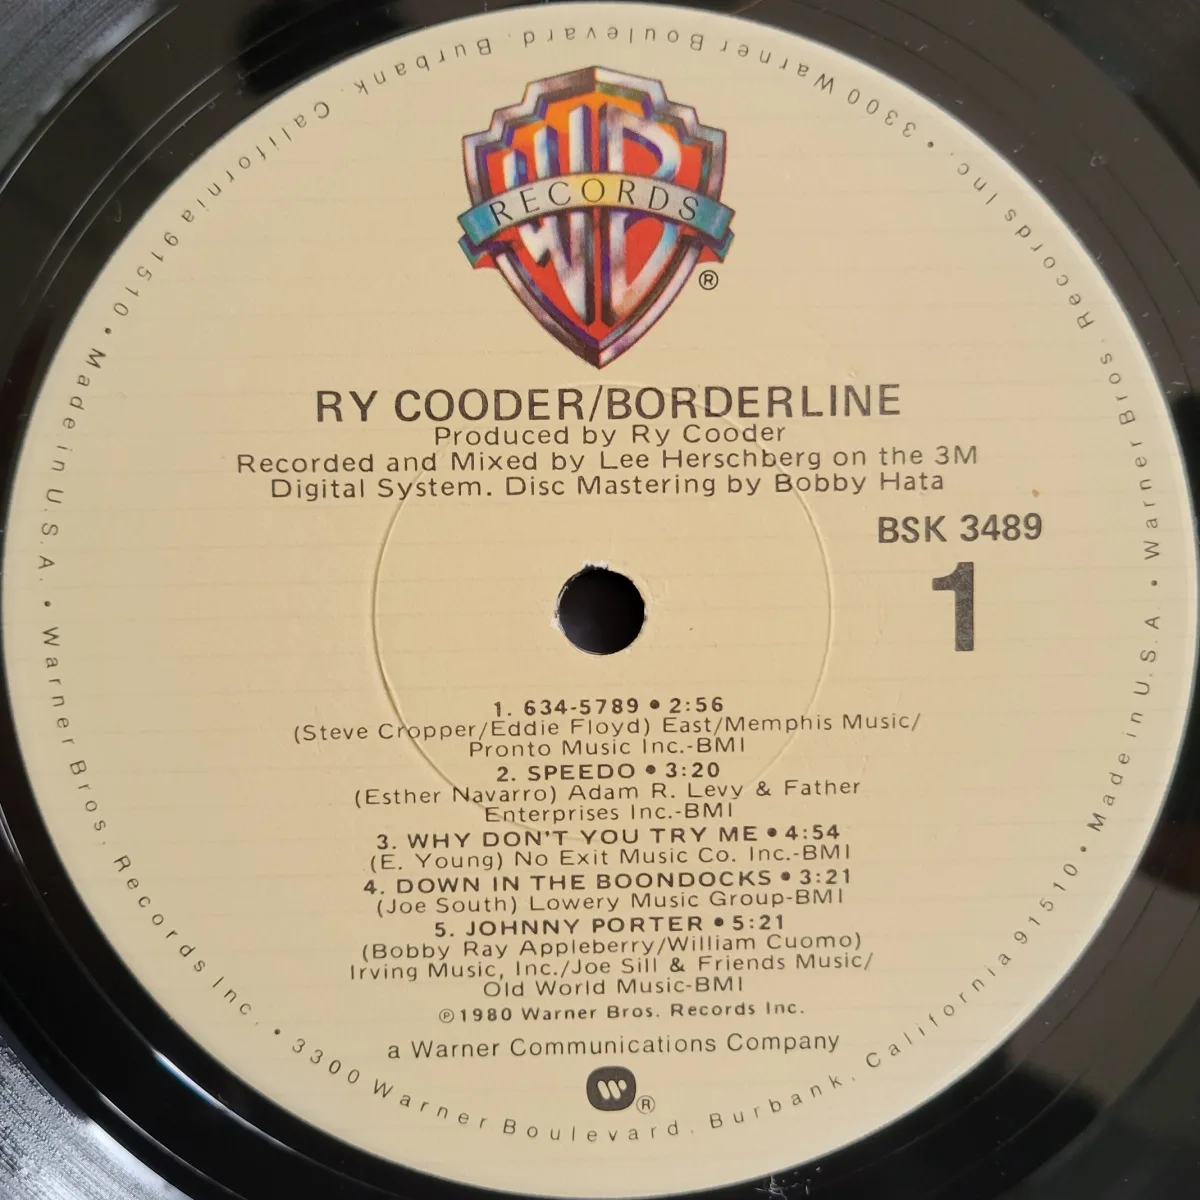 WB
RECORDS
®
RY COODER/BORDERLINE
Produced by Ry Cooder
Recorded and Mixed by Lee Herschberg on the 3M
Digital System. Disc Mastering by Bobby Hata
BSK 3489
1
1. 634-5789 • 2:56
(Steve Cropper/Eddie Floyd) East/Memphis Music/
Pronto Music Inc.-BMI
2. SPEEDO • 3:20
(Esther Navarro) Adam R. Levy & Father
Enterprises Inc.-BMI
3. WHY DON'T YOU TRY ME • 4:54
(E. Young) No Exit Music Co. Inc.-BMI
4. DOWN IN THE BOONDOCKS • 3:21
(Joe South) Lowery Music Group-BMI
5. JOHNNY PORTER • 5:21
(Bobby Ray Appleberry/William Cuomo)
Irving Music, Inc./Joe Sill & Friends Music/
Old World Music-BMI
℗1980 Warner Bros. Records Inc.
a Warner Communications Company
W®
Warner Bros. Records Inc. • 3300 Warner Boulevard. Burbank. California 91510 • Made in U.S.A. •
Warner Bros. Records Inc. • 3300 Warner Boulevard. Burbank. California 91510 • Made in U.S.A. •